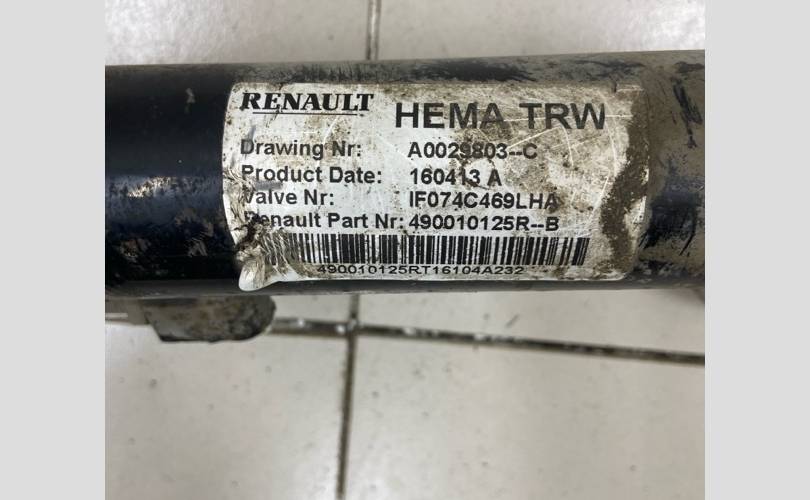 RENAULT HEMA TRW
Drawing Nr: A0029803--C
Product Date: 160413 A
Valve Nr: IF074C469LHA
Renault Part Nr: 490010125R--B
490010125RT16104A232